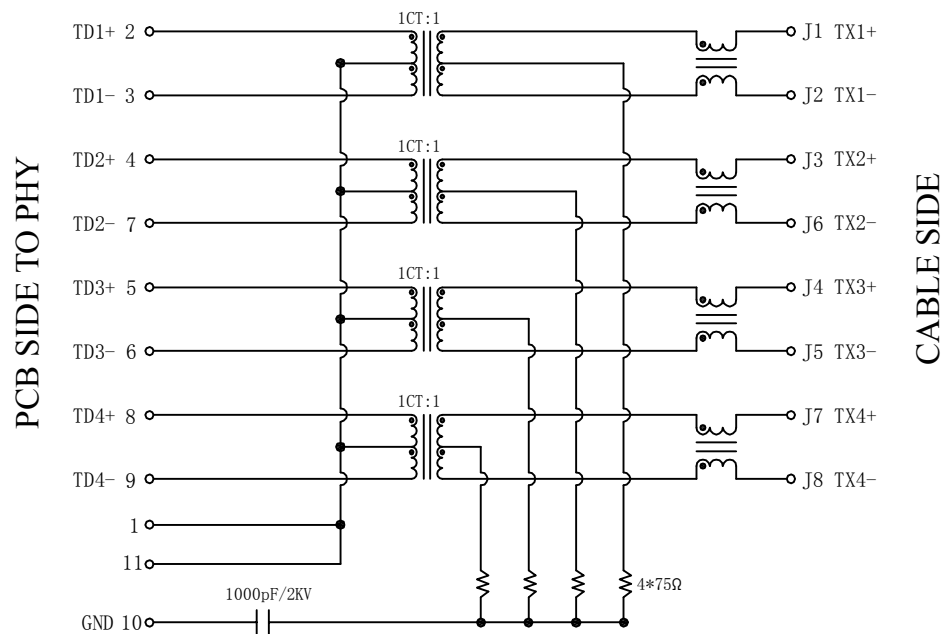 1CT:1
TD1+ 2
J1 TX1+
TD1- 3
J2 TX1-
1CT:1
TD2+ 4
J3 TX2+
TD2- 7
J6 TX2-
PCB SIDE TO PHY
CABLE SIDE
1CT:1
TD3+ 5
J4 TX3+
TD3- 6
J5 TX3-
1CT:1
TD4+ 8
J7 TX4+
TD4- 9
J8 TX4-
1
11
4*75Ω
1000pF/2KV
GND 10